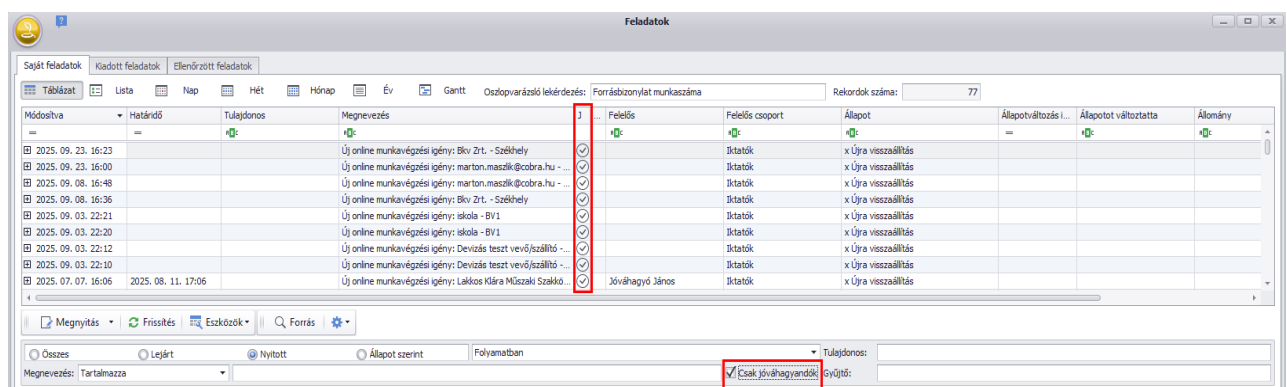 Feladatok
Saját feladatok Kiadott feladatok Ellenőrzött feladatok
Táblázat Lista Nap Hét Hónap Év Gantt Oszlopvarázsló lekérdezés: Forrásbizonylat munkaszáma Rekordok száma: 77
Módosítva Határidő Tulajdonos Megnevezés J ... Felelős Felelős csoport Állapot Állapotváltozás i... Állapotot változtatta Állomány
= = ABC ABC ABC ABC ABC = ABC ABC
2025. 09. 23. 16:23 Új online munkavégzési igény: Bkv Zrt. - Székhely Iktatók x Újra visszaállítás
2025. 09. 23. 16:00 Új online munkavégzési igény: marton.maszlik@cobra.hu - ... Iktatók x Újra visszaállítás
2025. 09. 08. 16:48 Új online munkavégzési igény: marton.maszlik@cobra.hu - ... Iktatók x Újra visszaállítás
2025. 09. 08. 16:36 Új online munkavégzési igény: Bkv Zrt. - Székhely Iktatók x Újra visszaállítás
2025. 09. 03. 22:21 Új online munkavégzési igény: iskola - BV1 Iktatók x Újra visszaállítás
2025. 09. 03. 22:20 Új online munkavégzési igény: iskola - BV1 Iktatók x Újra visszaállítás
2025. 09. 03. 22:12 Új online munkavégzési igény: Devizás teszt vevő/szállító -... Iktatók x Újra visszaállítás
2025. 09. 03. 22:10 Új online munkavégzési igény: Devizás teszt vevő/szállító -... Iktatók x Újra visszaállítás
2025. 07. 07. 16:06 2025. 08. 11. 17:06 Új online munkavégzési igény: Lakkos Klára Műszaki Szakkö... Jóváhagyó János Iktatók x Újra visszaállítás
Megnyitás Frissítés Eszközök Forrás
Összes Lejárt Nyitott Állapot szerint Folyamatban Tulajdonos:
Megnevezés: Tartalmazza Csak jóváhagyandók Gyűjtő: